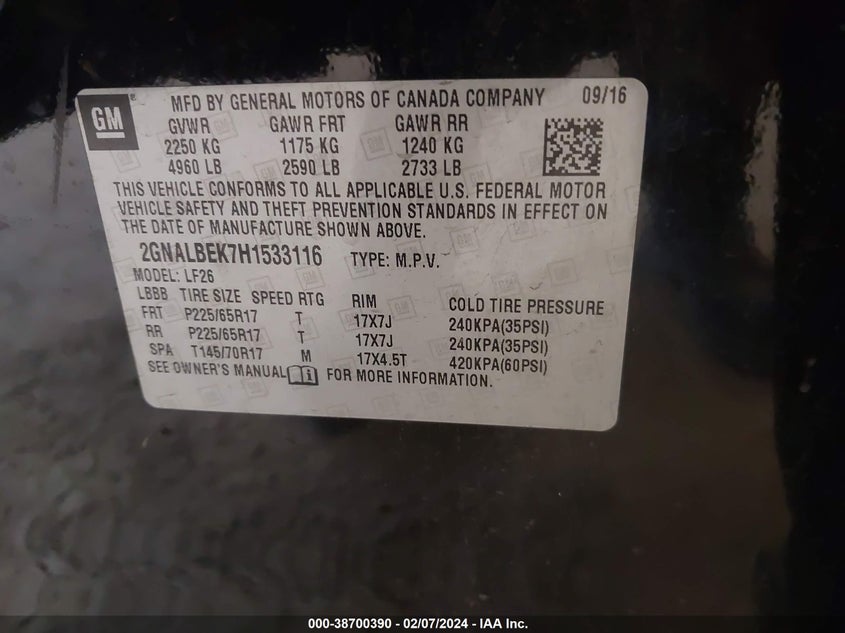 GM
MFD BY GENERAL MOTORS OF CANADA COMPANY 09/16
GVWR GAWR FRT GAWR RR
2250 KG 1175 KG 1240 KG
4960 LB 2590 LB 2733 LB
THIS VEHICLE CONFORMS TO ALL APPLICABLE U.S. FEDERAL MOTOR
VEHICLE SAFETY AND THEFT PREVENTION STANDARDS IN EFFECT ON
THE DATE OF MANUFACTURE SHOWN ABOVE.
2GNALBEK7H1533116 TYPE: M.P.V.
MODEL: LF26
LBBB TIRE SIZE SPEED RTG RIM COLD TIRE PRESSURE
FRT P225/65R17 T 17X7J 240KPA(35PSI)
RR P225/65R17 T 17X7J 240KPA(35PSI)
SPA T145/70R17 M 17X4.5T 420KPA(60PSI)
SEE OWNER'S MANUAL FOR MORE INFORMATION.
000-38700390 - 02/07/2024 - IAA Inc.